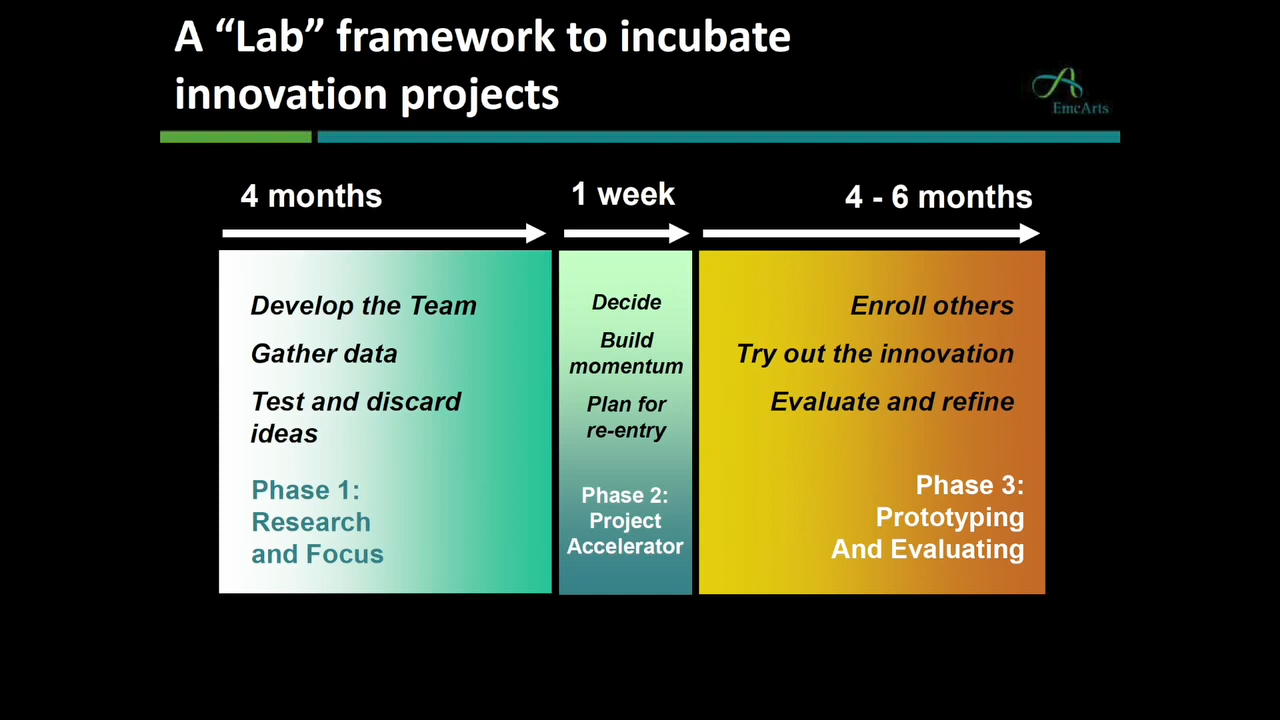 A “Lab” framework to incubate
innovation projects
EmcArts
4 months
1 week
4 - 6 months
Develop the Team
Gather data
Test and discard
ideas
Phase 1:
Research
and Focus
Decide
Build
momentum
Plan for
re-entry
Phase 2:
Project
Accelerator
Enroll others
Try out the innovation
Evaluate and refine
Phase 3:
Prototyping
And Evaluating